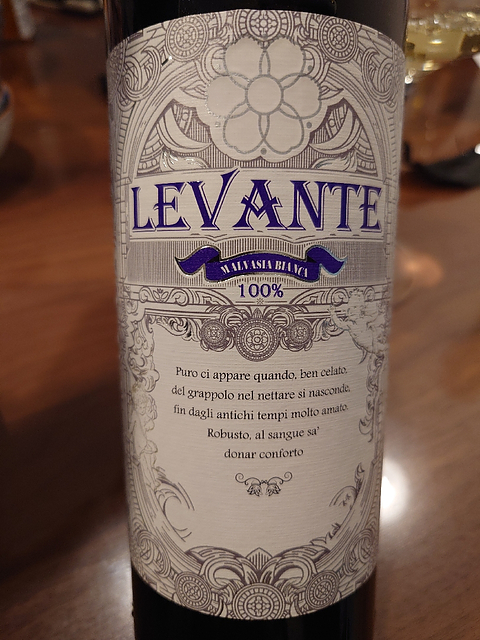 LEVANTE
MALVASIA BIANCA
100%
Puro ci appare quando, ben celato,
del grappolo nel nettare si nasconde,
fin dagli antichi tempi molto amato.
Robusto, al sangue sa'
donar conforto